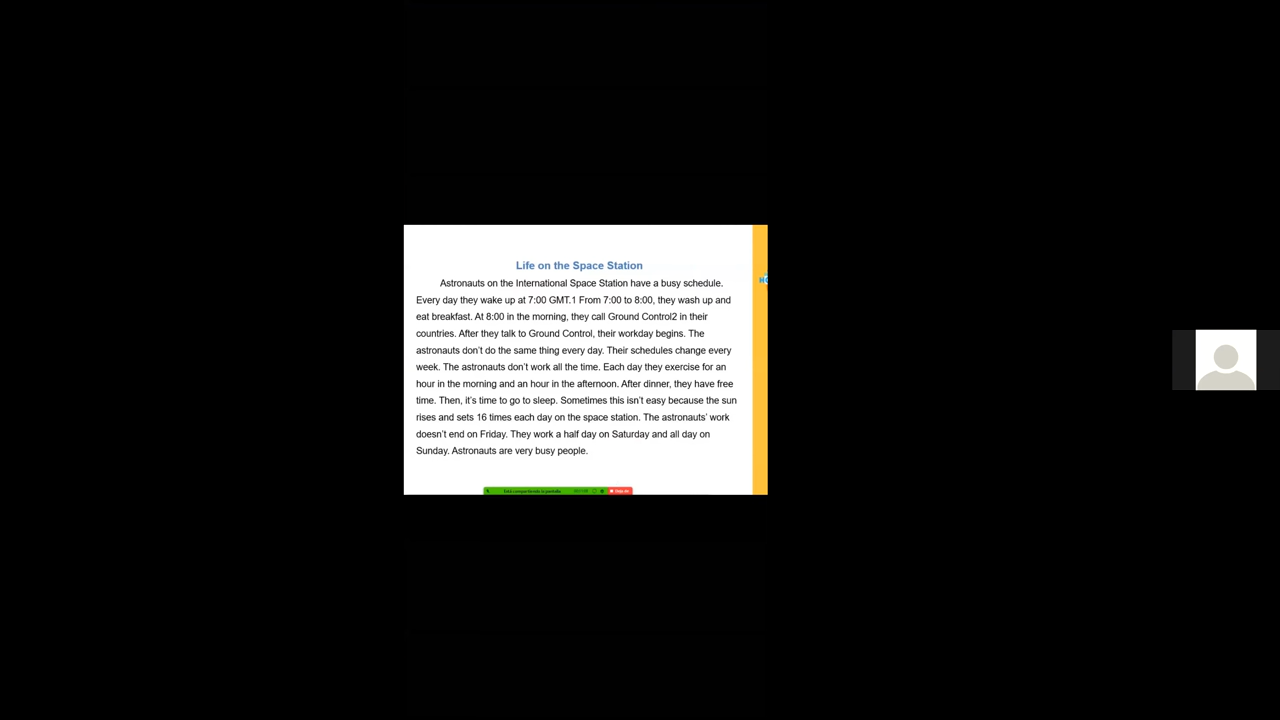 Life on the Space Station
Astronauts on the International Space Station have a busy schedule.
Every day they wake up at 7:00 GMT.1 From 7:00 to 8:00, they wash up and
eat breakfast. At 8:00 in the morning, they call Ground Control2 in their
countries. After they talk to Ground Control, their workday begins. The
astronauts don’t do the same thing every day. Their schedules change every
week. The astronauts don’t work all the time. Each day they exercise for an
hour in the morning and an hour in the afternoon. After dinner, they have free
time. Then, it’s time to go to sleep. Sometimes this isn’t easy because the sun
rises and sets 16 times each day on the space station. The astronauts’ work
doesn’t end on Friday. They work a half day on Saturday and all day on
Sunday. Astronauts are very busy people.